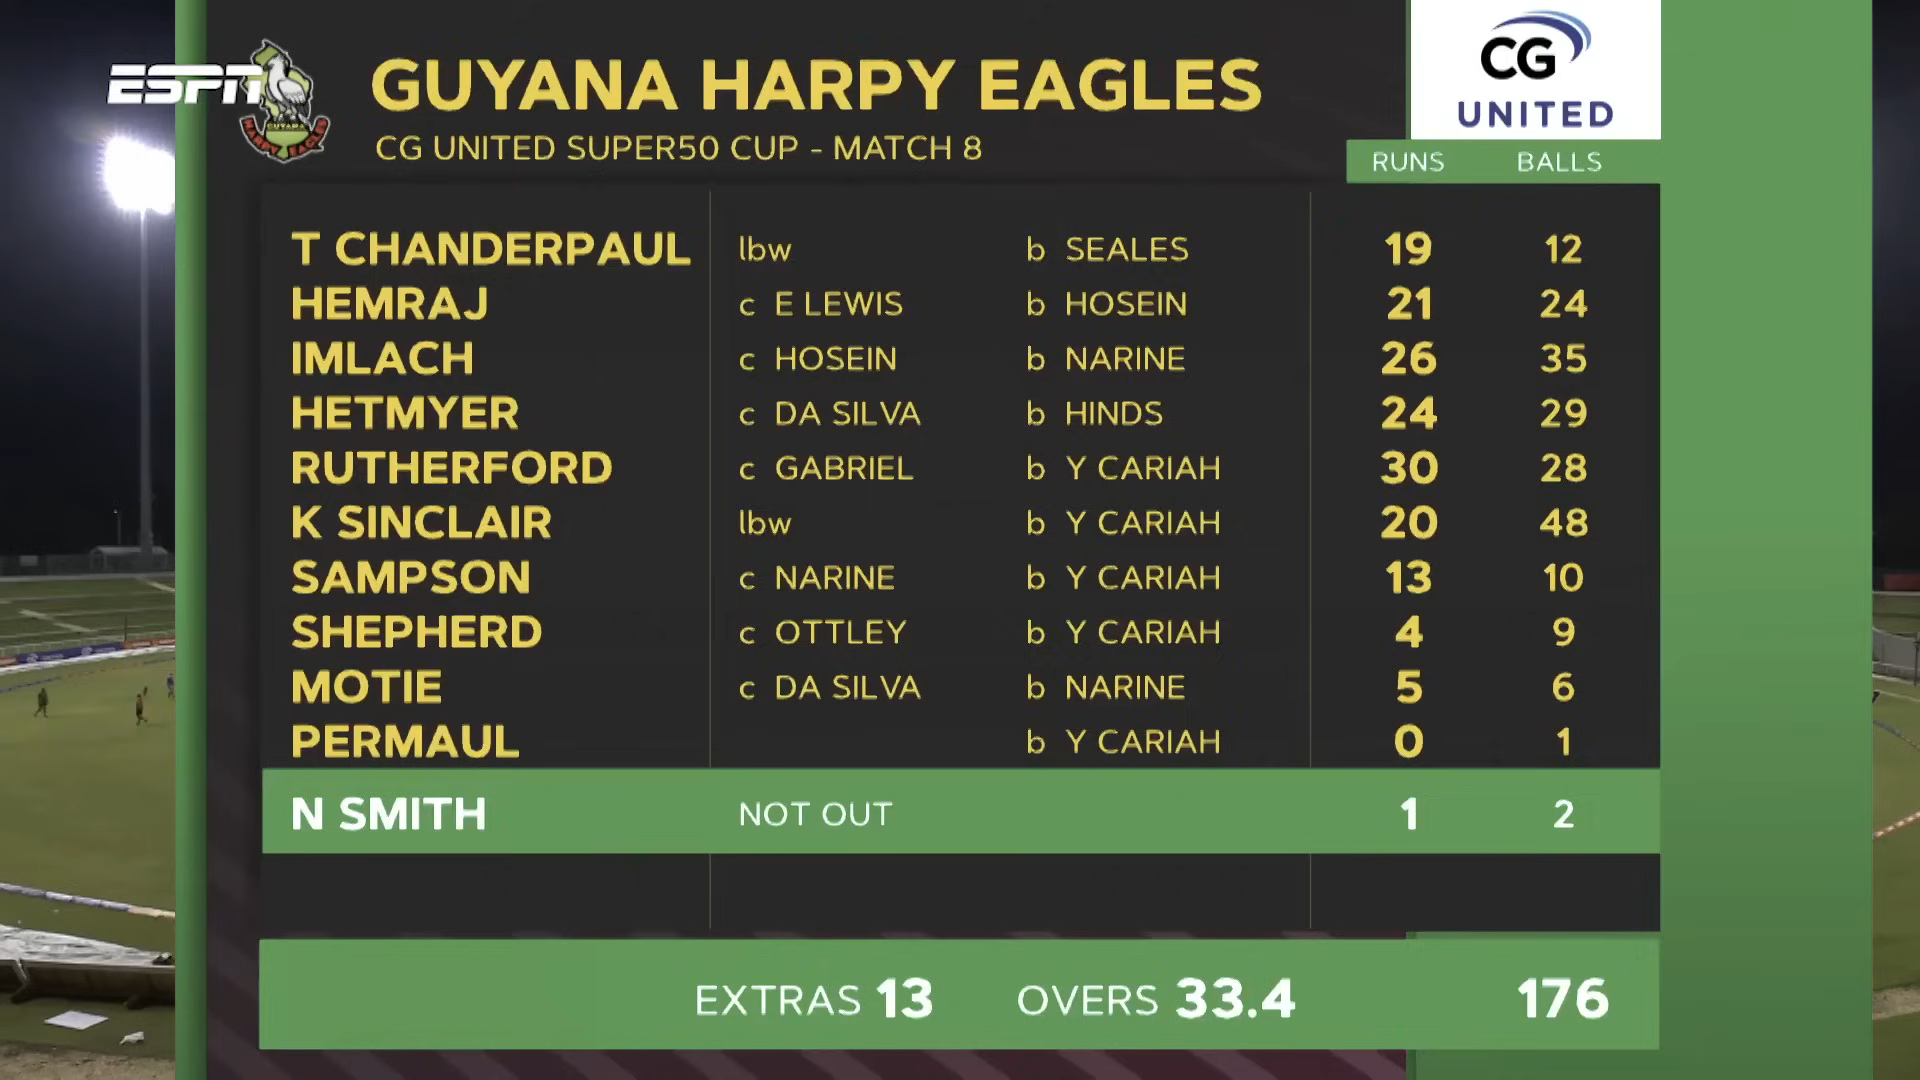 ESPN
GUYANA HARPY EAGLES
CG UNITED SUPER50 CUP - MATCH 8
CG
UNITED
GUYANA
HARPY EAGLES
RUNS BALLS
T CHANDERPAUL lbw b SEALES 19 12
HEMRAJ c E LEWIS b HOSEIN 21 24
IMLACH c HOSEIN b NARINE 26 35
HETMYER c DA SILVA b HINDS 24 29
RUTHERFORD c GABRIEL b Y CARIAH 30 28
K SINCLAIR lbw b Y CARIAH 20 48
SAMPSON c NARINE b Y CARIAH 13 10
SHEPHERD c OTTLEY b Y CARIAH 4 9
MOTIE c DA SILVA b NARINE 5 6
PERMAUL b Y CARIAH 0 1
N SMITH NOT OUT 1 2
EXTRAS 13 OVERS 33.4 176